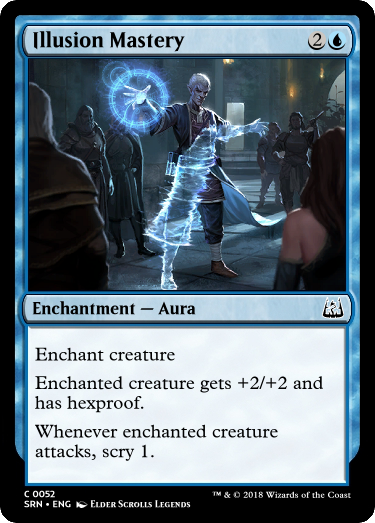 Illusion Mastery 2
Enchantment — Aura
Enchant creature
Enchanted creature gets +2/+2 and
has hexproof.
Whenever enchanted creature
attacks, scry 1.
C 0052
SRN • ENG Elder Scrolls Legends
™ & © 2018 Wizards of the Coast